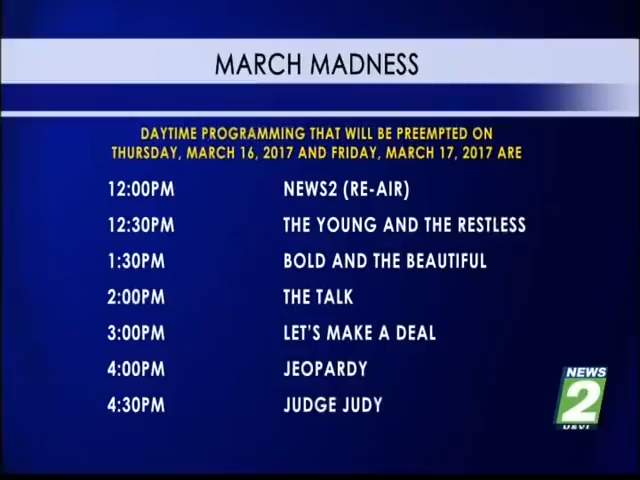 MARCH MADNESS
DAYTIME PROGRAMMING THAT WILL BE PREEMPTED ON
THURSDAY, MARCH 16, 2017 AND FRIDAY, MARCH 17, 2017 ARE
12:00PM NEWS2 (RE-AIR)
12:30PM THE YOUNG AND THE RESTLESS
1:30PM BOLD AND THE BEAUTIFUL
2:00PM THE TALK
3:00PM LET'S MAKE A DEAL
4:00PM JEOPARDY
4:30PM JUDGE JUDY
NEWS
2
USVI